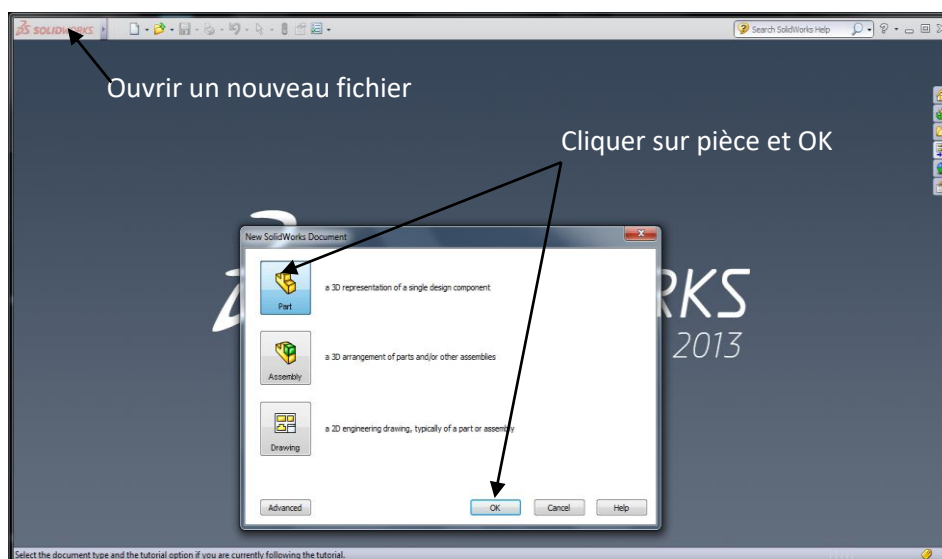 SOLIDWORKS
Search SolidWorks Help
Ouvrir un nouveau fichier
Cliquer sur pièce et OK
New SolidWorks Document
Part
a 3D representation of a single design component
RKS
2013
Assembly
a 3D arrangement of parts and/or other assemblies
Drawing
a 2D engineering drawing, typically of a part or assembly
Advanced
OK
Cancel
Help
Select the document type and the tutorial option if you are currently following the tutorial.